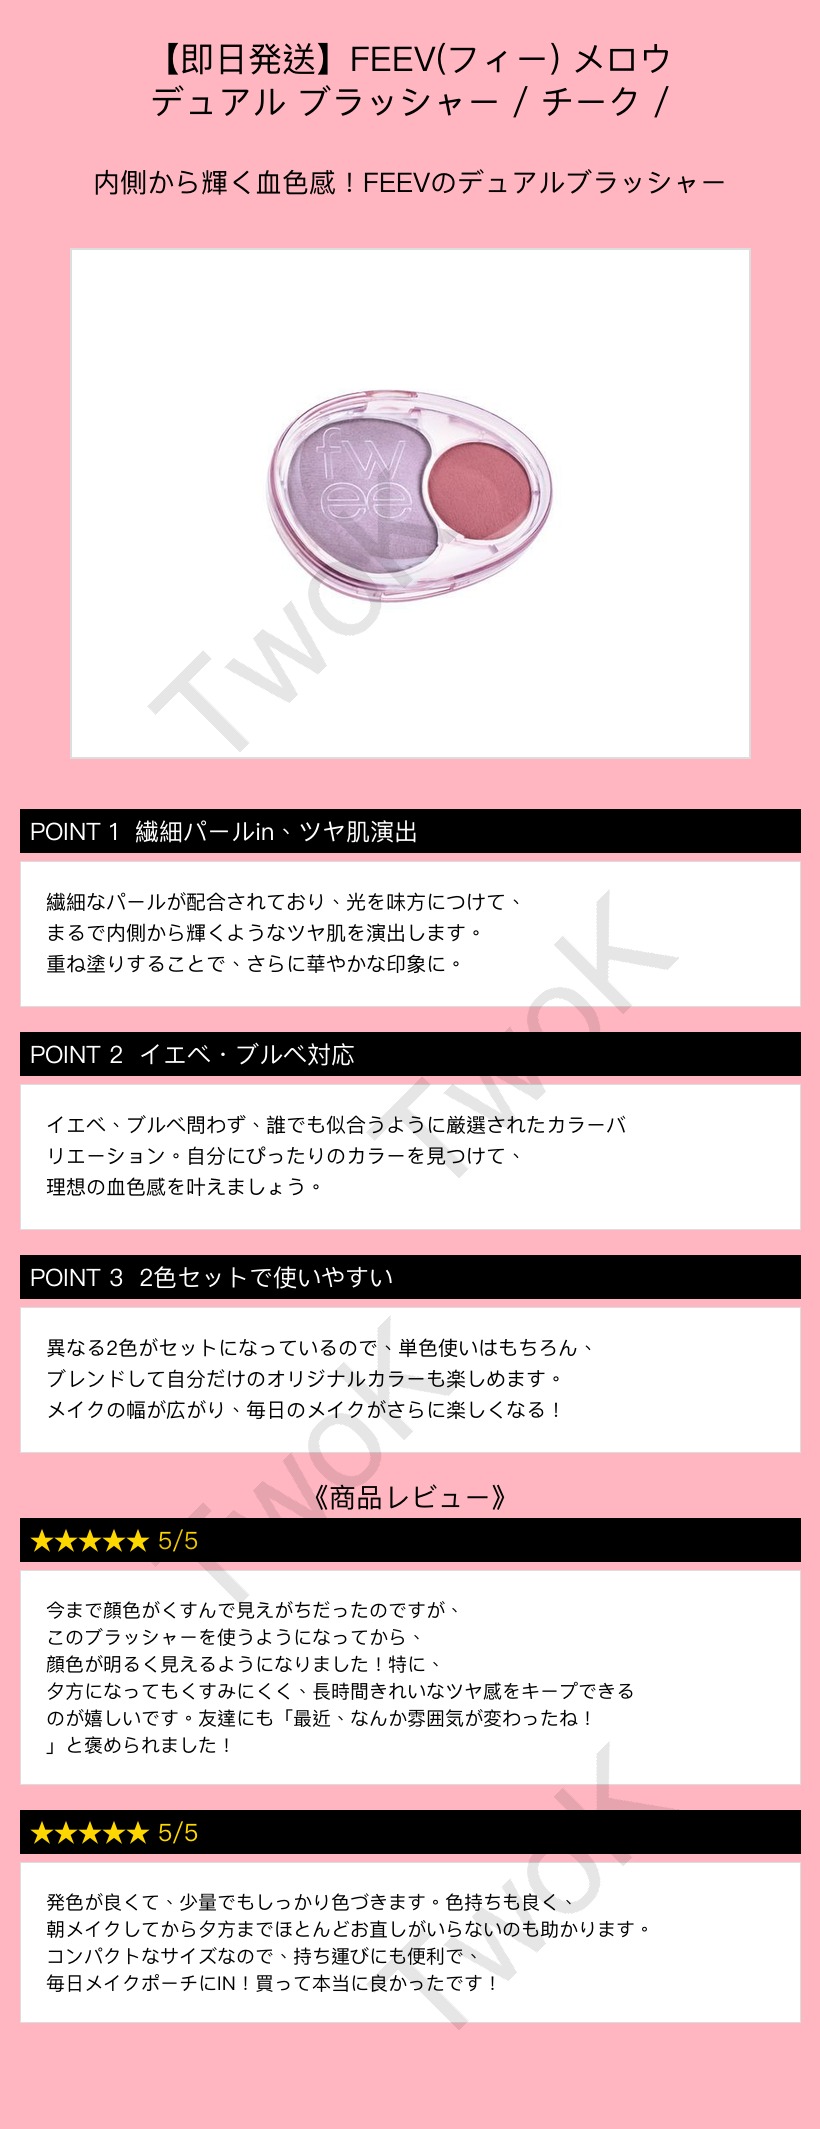 【即日発送】FEEV(フィー) メロウ
デュアル ブラッシャー / チーク /
内側から輝く血色感！FEEVのデュアルブラッシャー
fw
ee
TwoK
POINT 1 繊細パールin、ツヤ肌演出
繊細なパールが配合されており、光を味方につけて、
まるで内側から輝くようなツヤ肌を演出します。
重ね塗りすることで、さらに華やかな印象に。
TwoK
POINT 2 イエベ・ブルベ対応
イエベ、ブルベ問わず、誰でも似合うように厳選されたカラーバ
リエーション。自分にぴったりのカラーを見つけて、
理想の血色感を叶えましょう。
POINT 3 2色セットで使いやすい
異なる2色がセットになっているので、単色使いはもちろん、
ブレンドして自分だけのオリジナルカラーも楽しめます。
メイクの幅が広がり、毎日のメイクがさらに楽しくなる！
TwoK
《商品レビュー》
★★★★★ 5/5
今まで顔色がくすんで見えがちだったのですが、
このブラッシャーを使うようになってから、
顔色が明るく見えるようになりました！特に、
夕方になってもくすみにくく、長時間きれいなツヤ感をキープできる
のが嬉しいです。友達にも「最近、なんか雰囲気が変わったね！
」と褒められました！
★★★★★ 5/5
発色が良くて、少量でもしっかり色づきます。色持ちも良く、
朝メイクしてから夕方までほとんどお直しがいらないのも助かります。
コンパクトなサイズなので、持ち運びにも便利で、
毎日メイクポーチにIN！買って本当に良かったです！
TwoK